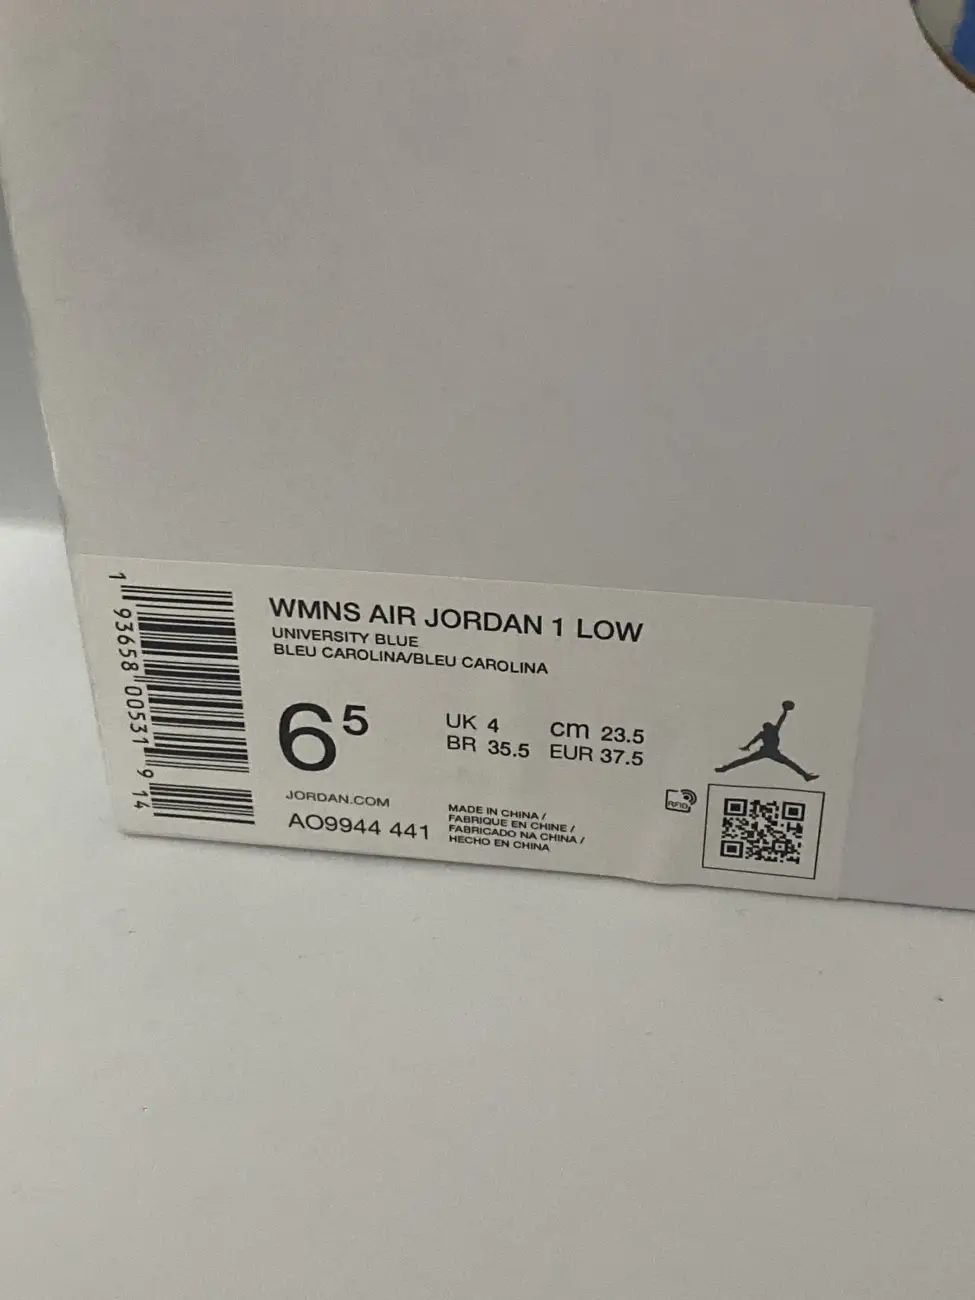 WMNS AIR JORDAN 1 LOW
UNIVERSITY BLUE
BLEU CAROLINA/BLEU CAROLINA
6⁵
UK 4 cm 23.5
BR 35.5 EUR 37.5
JORDAN.COM
AO9944 441
MADE IN CHINA /
FABRIQUE EN CHINE /
FABRICADO NA CHINA /
HECHO EN CHINA
RFID
1 93658 00531 9 14